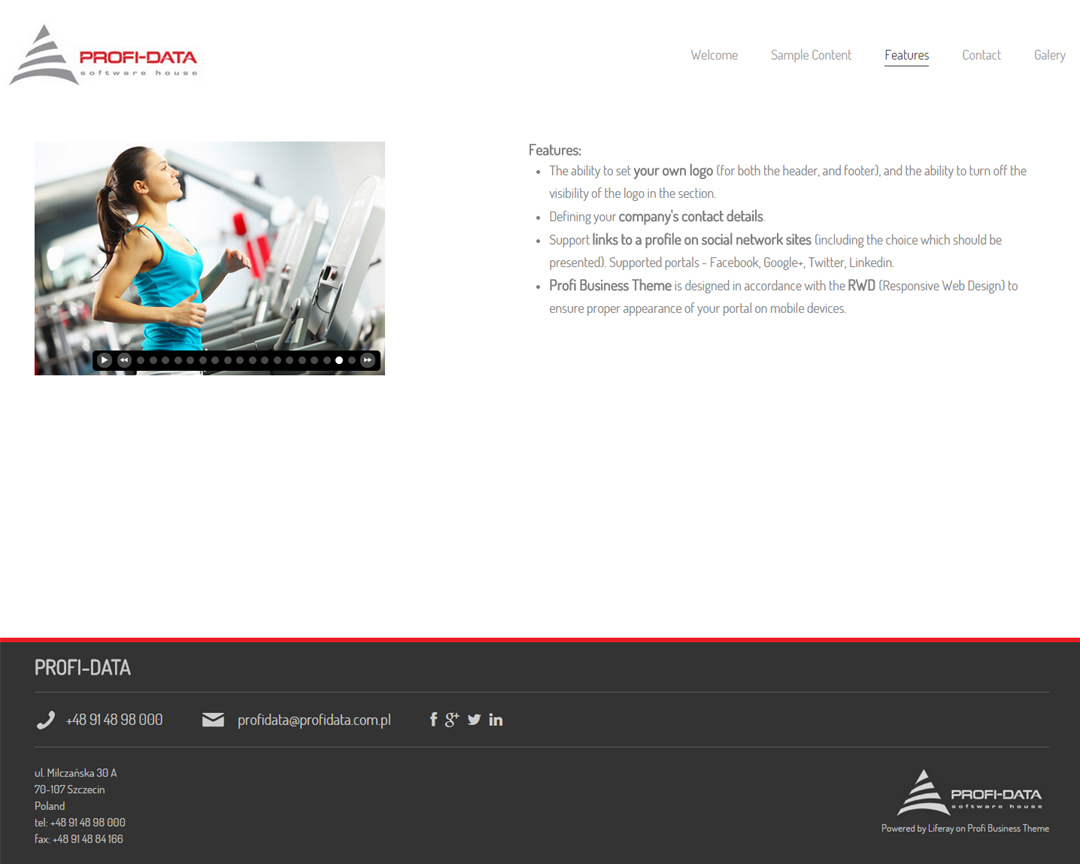 PROFI-DATA
software house
Welcome Sample Content Features Contact Galery
Features:
• The ability to set your own logo (for both the header, and footer), and the ability to turn off the
visibility of the logo in the section.
• Defining your company's contact details.
• Support links to a profile on social network sites (including the choice which should be
presented). Supported portals - Facebook, Google+, Twitter, Linkedin.
• Profi Business Theme is designed in accordance with the RWD (Responsive Web Design) to
ensure proper appearance of your portal on mobile devices.
PROFI-DATA
+48 91 48 98 000 profidata@profidata.com.pl
ul. Milczańska 30 A
70-107 Szczecin
Poland
tel: +48 91 48 98 000
fax: +48 91 48 84 166
PROFI-DATA
software house
Powered by Liferay on Profi Business Theme